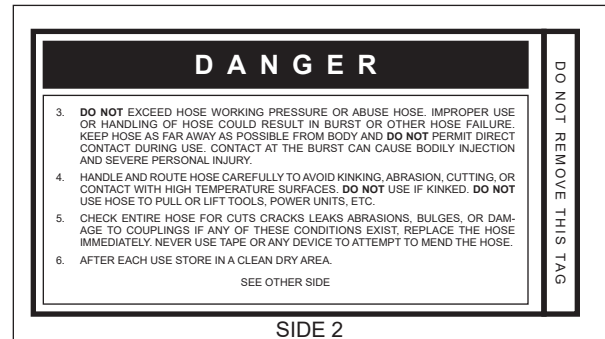 DANGER
3. DO NOT EXCEED HOSE WORKING PRESSURE OR ABUSE HOSE. IMPROPER USE
OR HANDLING OF HOSE COULD RESULT IN BURST OR OTHER HOSE FAILURE.
KEEP HOSE AS FAR AWAY AS POSSIBLE FROM BODY AND DO NOT PERMIT DIRECT
CONTACT DURING USE. CONTACT AT THE BURST CAN CAUSE BODILY INJECTION
AND SEVERE PERSONAL INJURY.
4. HANDLE AND ROUTE HOSE CAREFULLY TO AVOID KINKING, ABRASION, CUTTING, OR
CONTACT WITH HIGH TEMPERATURE SURFACES. DO NOT USE IF KINKED. DO NOT
USE HOSE TO PULL OR LIFT TOOLS, POWER UNITS, ETC.
5. CHECK ENTIRE HOSE FOR CUTS CRACKS LEAKS ABRASIONS, BULGES, OR DAM-
AGE TO COUPLINGS IF ANY OF THESE CONDITIONS EXIST, REPLACE THE HOSE
IMMEDIATELY. NEVER USE TAPE OR ANY DEVICE TO ATTEMPT TO MEND THE HOSE.
6. AFTER EACH USE STORE IN A CLEAN DRY AREA.
SEE OTHER SIDE
DO NOT REMOVE THIS TAG
SIDE 2